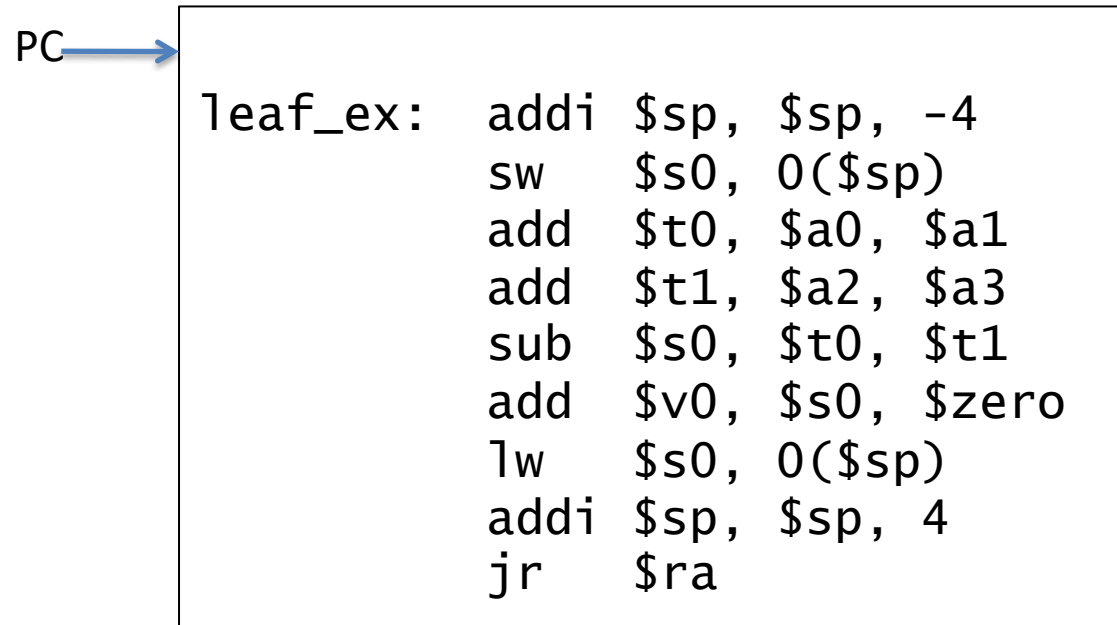 PC
leaf_ex: addi $sp, $sp, -4
sw $s0, 0($sp)
add $t0, $a0, $a1
add $t1, $a2, $a3
sub $s0, $t0, $t1
add $v0, $s0, $zero
lw $s0, 0($sp)
addi $sp, $sp, 4
jr $ra